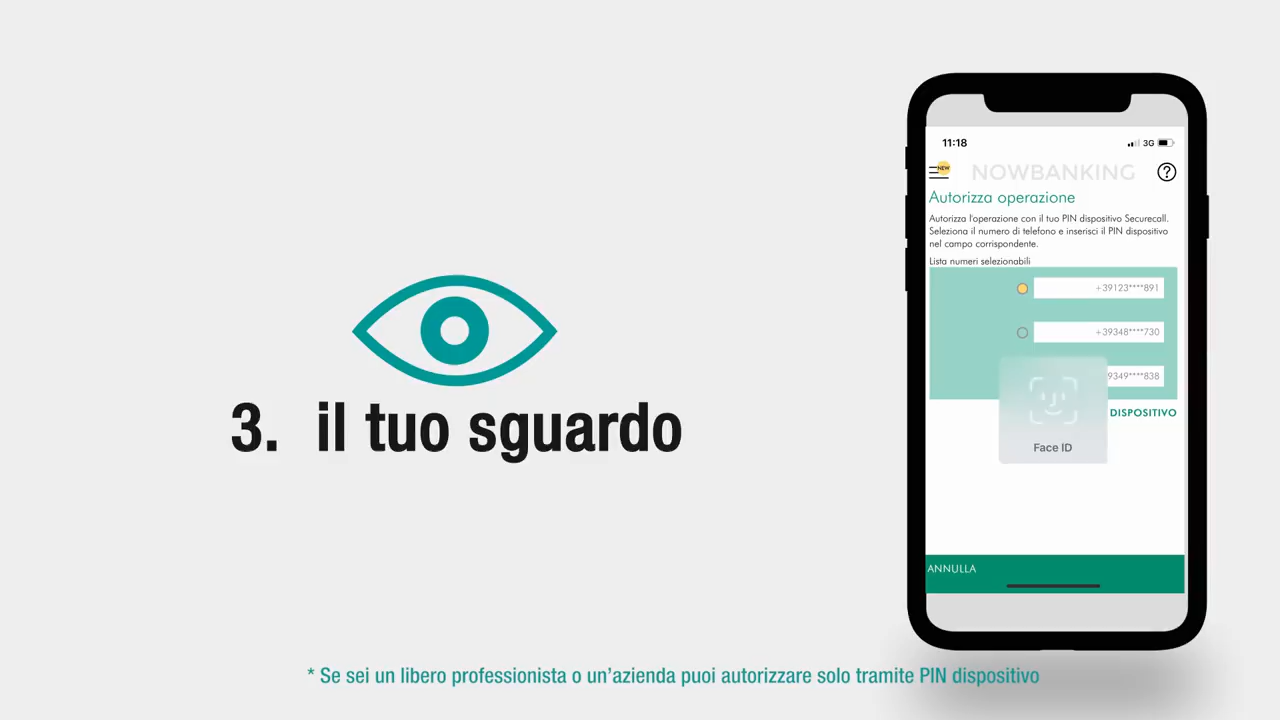 3. il tuo sguardo
11:18
3G
NEW
NOWBANKING
?
Autorizza operazione
Autorizza l'operazione con il tuo PIN dispositivo Securecall.
Seleziona il numero di telefono e inserisci il PIN dispositivo
nel campo corrispondente.
Lista numeri selezionabili
+39123****891
+39348****730
9349****838
DISPOSITIVO
Face ID
ANNULLA
* Se sei un libero professionista o un'azienda puoi autorizzare solo tramite PIN dispositivo